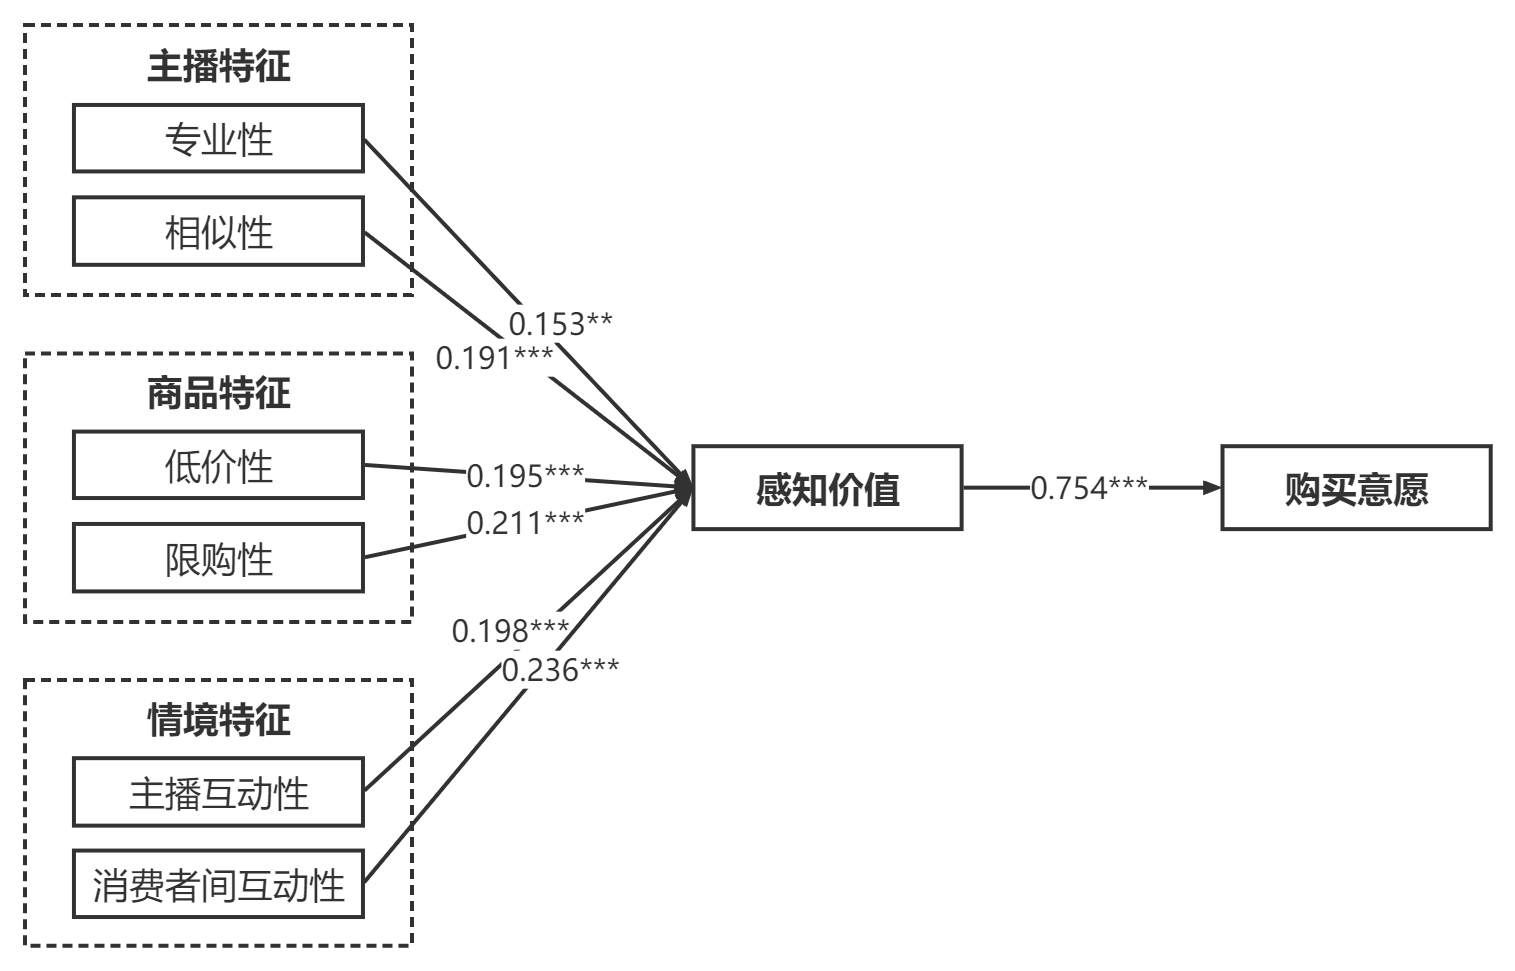 主播特征
专业性
相似性
0.153**
0.191***
商品特征
低价性
限购性
0.195***
0.211***
感知价值
0.754***
购买意愿
0.198***
0.236***
情境特征
主播互动性
消费者间互动性